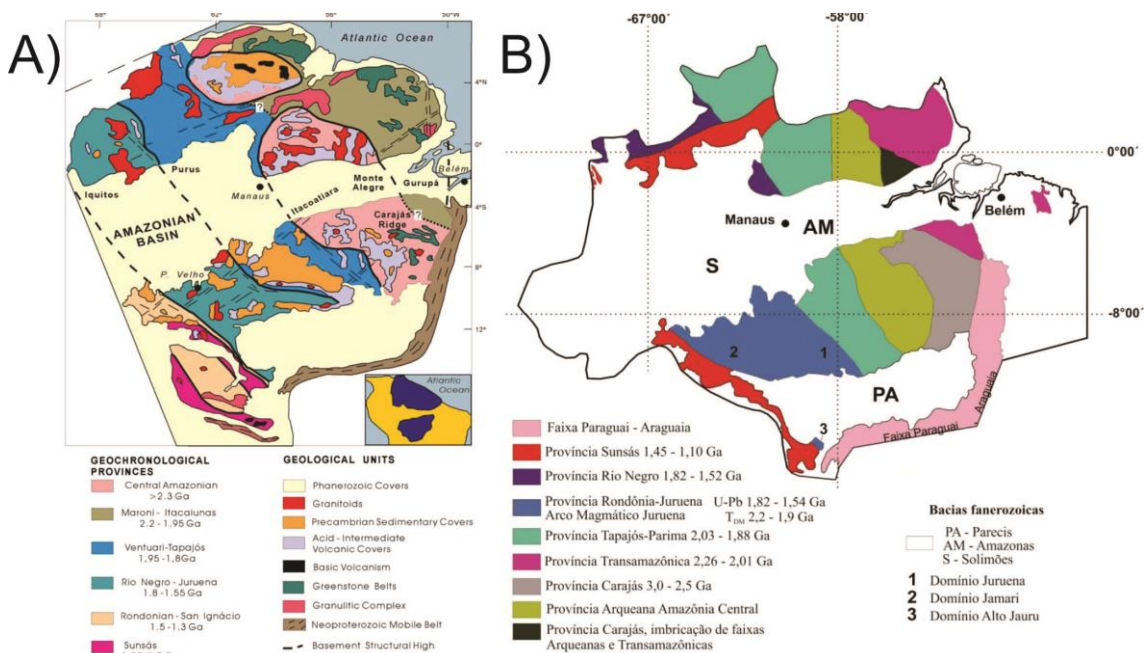 A)
68°
62°
56°
50°W
Atlantic Ocean
4°N
0°
4°S
8°
12°
?
Iquitos
Purus
Manaus
Itacoatiara
Monte
Alegre
Gurupá
Belém
Carajás
Ridge
?
AMAZONIAN
BASIN
P. Velho
Atlantic
Ocean
GEOCHRONOLOGICAL
PROVINCES
Central Amazonian
>2.3 Ga
Maroni - Itacaiunas
2.2 - 1.95 Ga
Ventuari-Tapajós
1,95 -1,8Ga
Rio Negro - Juruena
1.8 -1.55 Ga
Rondonian - San Ignácio
1.5 -1.3 Ga
Sunsás
GEOLOGICAL UNITS
Phanerozoic Covers
Granitoids
Precambrian Sedimentary Covers
Acid - Intermediate
Volcanic Covers
Basic Volcanism
Greenstone Belts
Granulitic Complex
Neoproterozoic Mobile Belt
Basement Structural High
B)
-67°00'
-58°00'
0°00'
-8°00'
Manaus
AM
Belém
S
2
1
PA
3
Araguaia
Faixa Paraguai
Faixa Paraguai - Araguaia
Província Sunsás 1,45 - 1,10 Ga
Província Rio Negro 1,82 - 1,52 Ga
Província Rondônia-Juruena U-Pb 1,82 - 1,54 Ga
Arco Magmático Juruena TDM 2,2 - 1,9 Ga
Província Tapajós-Parima 2,03 - 1,88 Ga
Província Transamazônica 2,26 - 2,01 Ga
Província Carajás 3,0 - 2,5 Ga
Província Arqueana Amazônia Central
Província Carajás, imbricação de faixas
Arqueanas e Transamazônicas
Bacias fanerozoicas
PA - Parecis
AM - Amazonas
S - Solimões
1 Domínio Juruena
2 Domínio Jamari
3 Domínio Alto Jauru